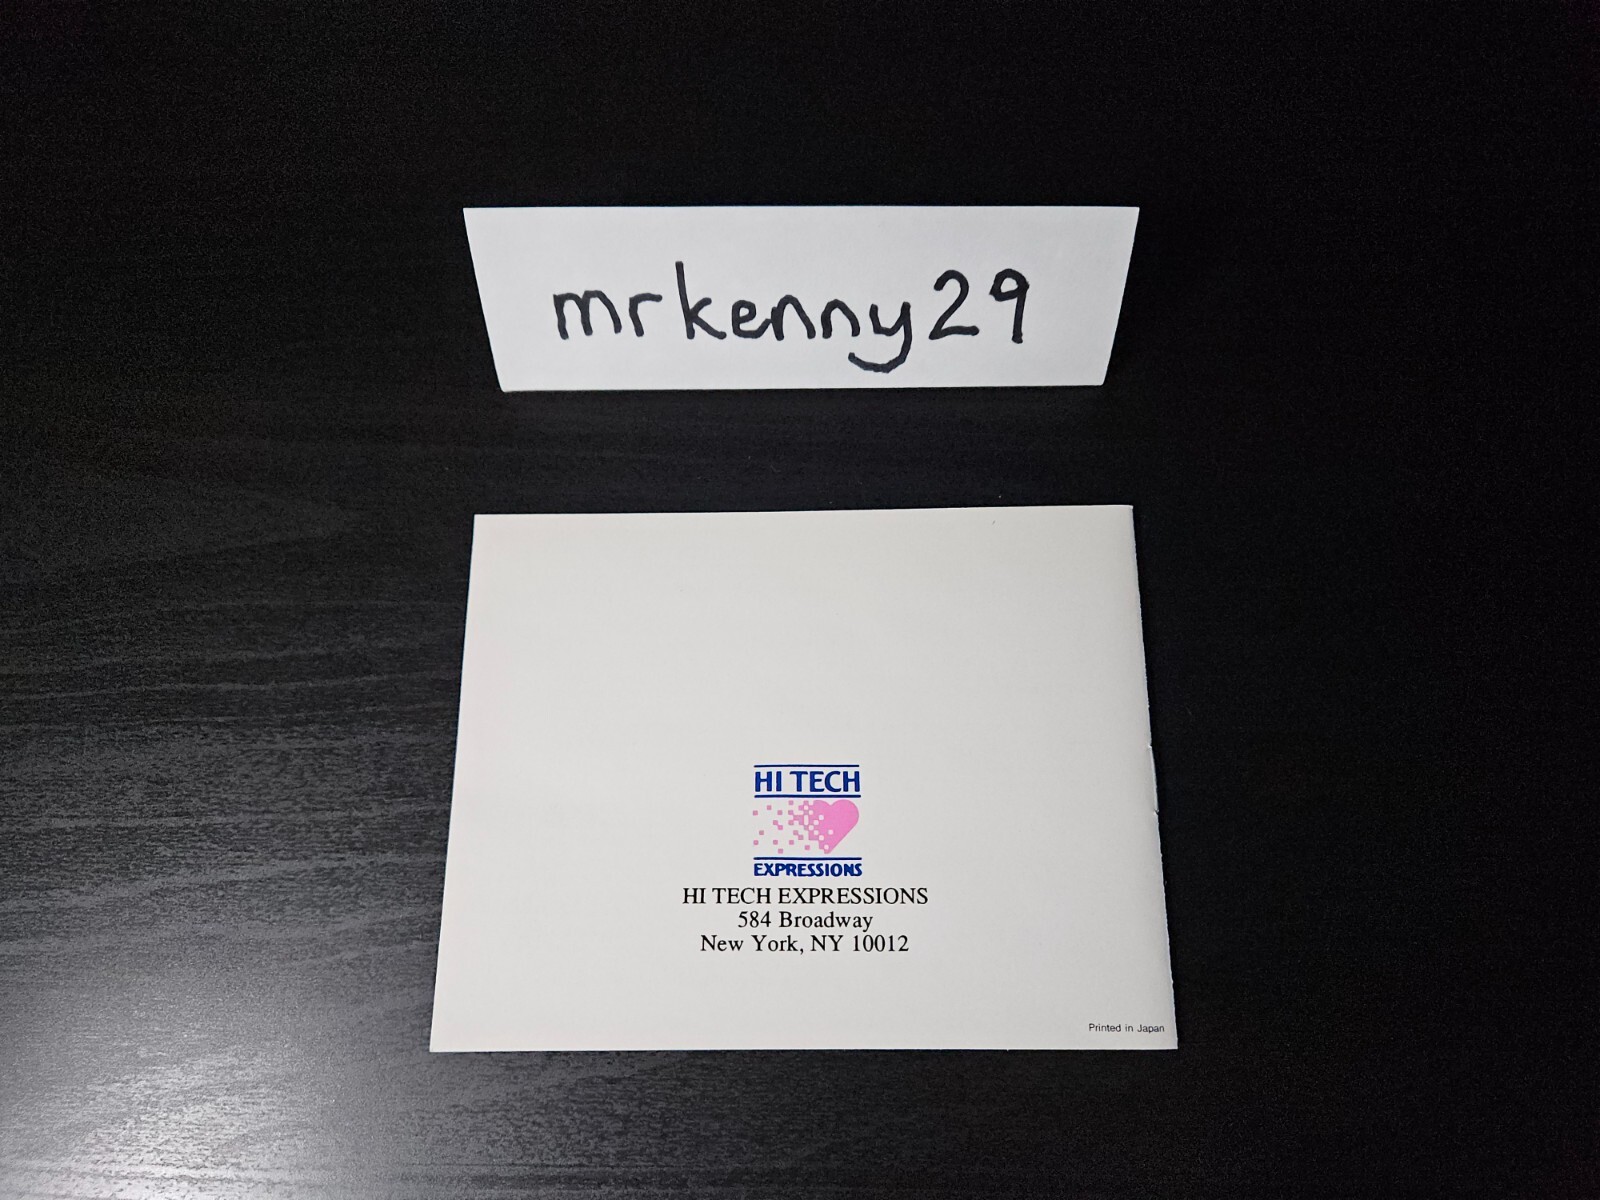 mrkenny29
HI TECH
EXPRESSIONS
HI TECH EXPRESSIONS
584 Broadway
New York, NY 10012
Printed in Japan